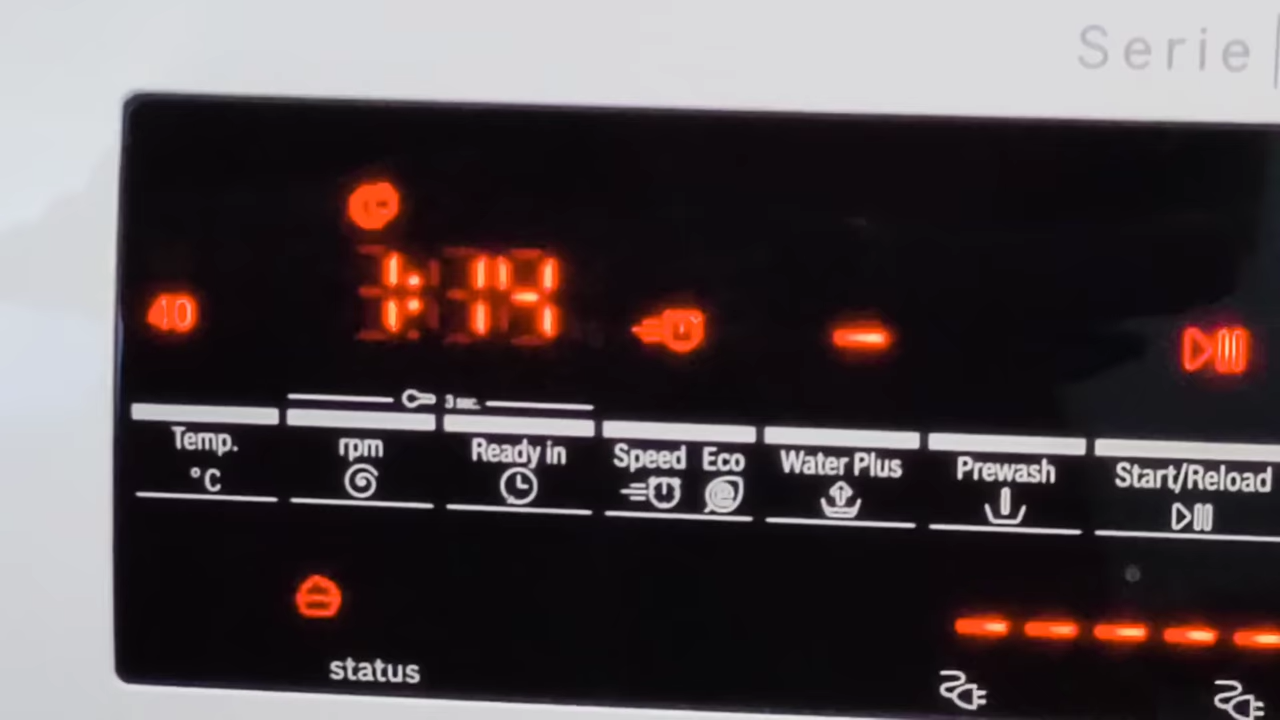 Serie
40
1:14
3 sec.
Temp. rpm Ready in Speed Eco Water Plus Prewash Start/Reload
°C
status